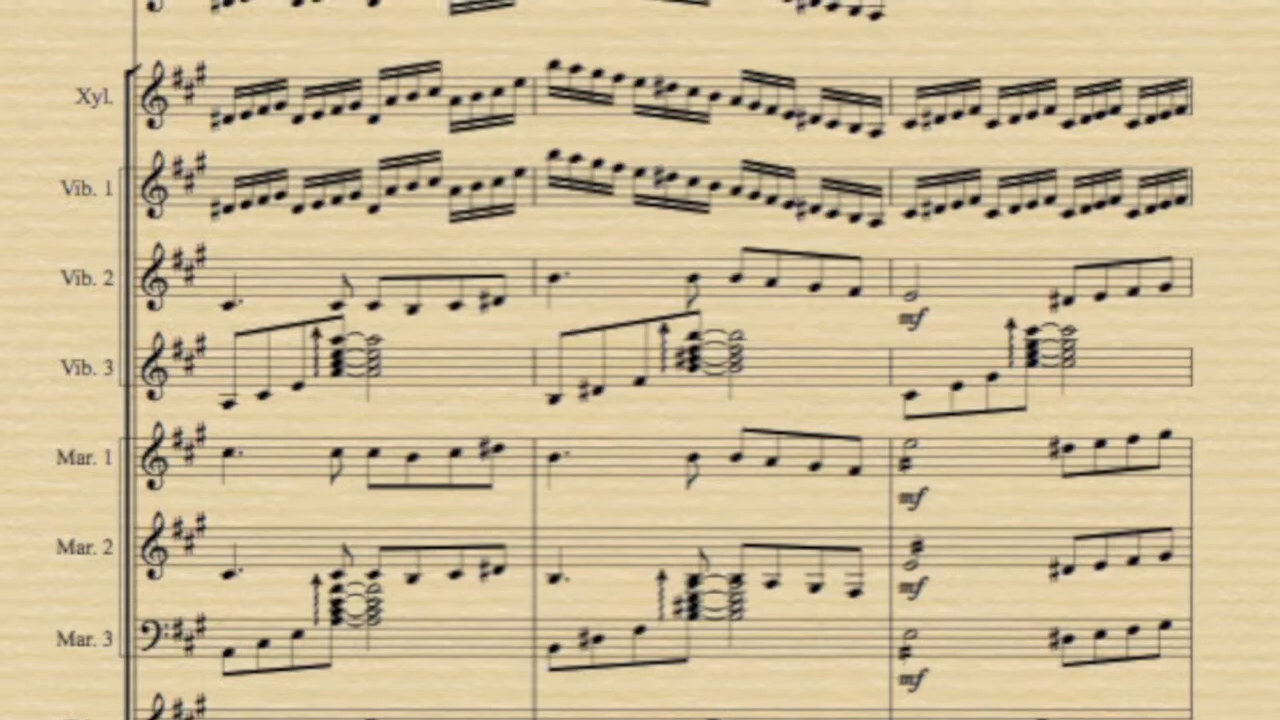 Xyl.
Vib. 1
Vib. 2
mf
Vib. 3
Mar. 1
mf
Mar. 2
mf
Mar. 3
mf